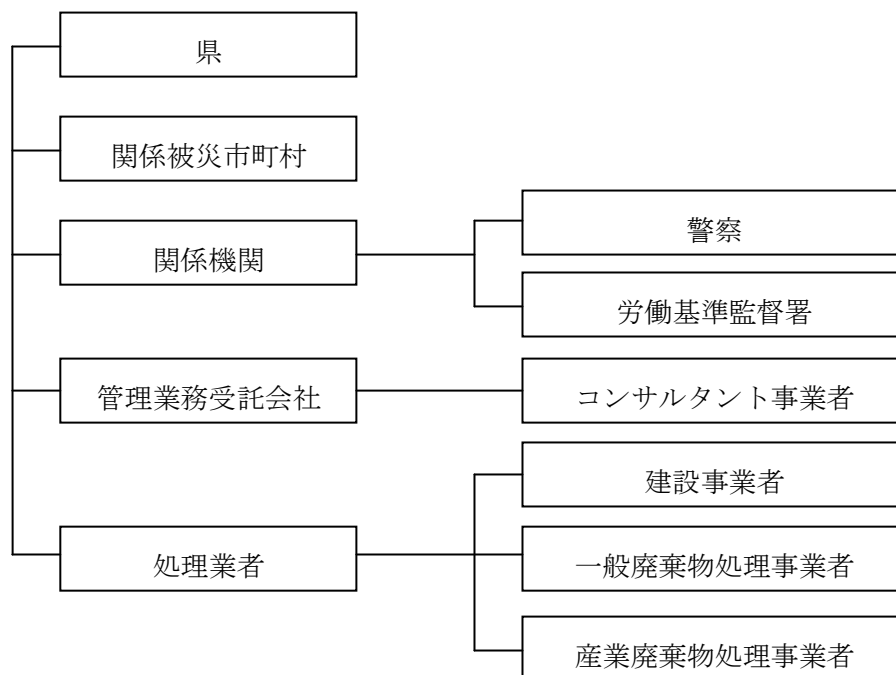 県
関係被災市町村
関係機関
警察
労働基準監督署
管理業務受託会社
コンサルタント事業者
処理業者
建設事業者
一般廃棄物処理事業者
産業廃棄物処理事業者